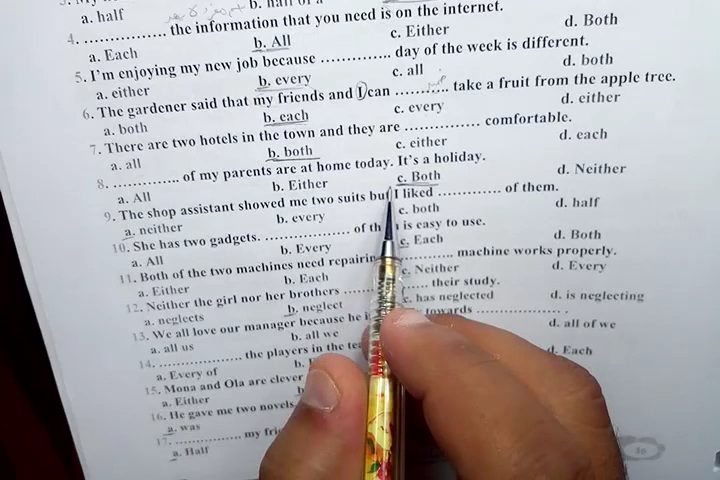 a. half
4. ................ the information that you need is on the internet.
a. Each b. All c. Either d. Both
5. I'm enjoying my new job because ............. day of the week is different.
a. either b. every c. all d. both
6. The gardener said that my friends and I can ............ take a fruit from the apple tree.
a. both b. each c. every d. either
7. There are two hotels in the town and they are .............. comfortable.
a. all b. both c. either d. each
8. ............. of my parents are at home today. It's a holiday.
a. All b. Either c. Both d. Neither
9. The shop assistant showed me two suits but I liked ............. of them.
a. neither b. every c. both d. half
10. She has two gadgets. ................. of is easy to use.
a. All b. Every c. Each d. Both
11. Both of the two machines need machine works properly.
a. Either b. Each c. Neither d. Every
12. Neither the girl nor her brothers their study.
a. neglects b. neglect c. has neglected d. is neglecting
13. We all love our manager because he towards
a. all us b. all we d. all of we
14. ................ the players in the
a. Every of b. d. Each
15. Mona and Ola are clever
a. Either
16. He gave me two novels
a. was
17. ............. my
a. Half